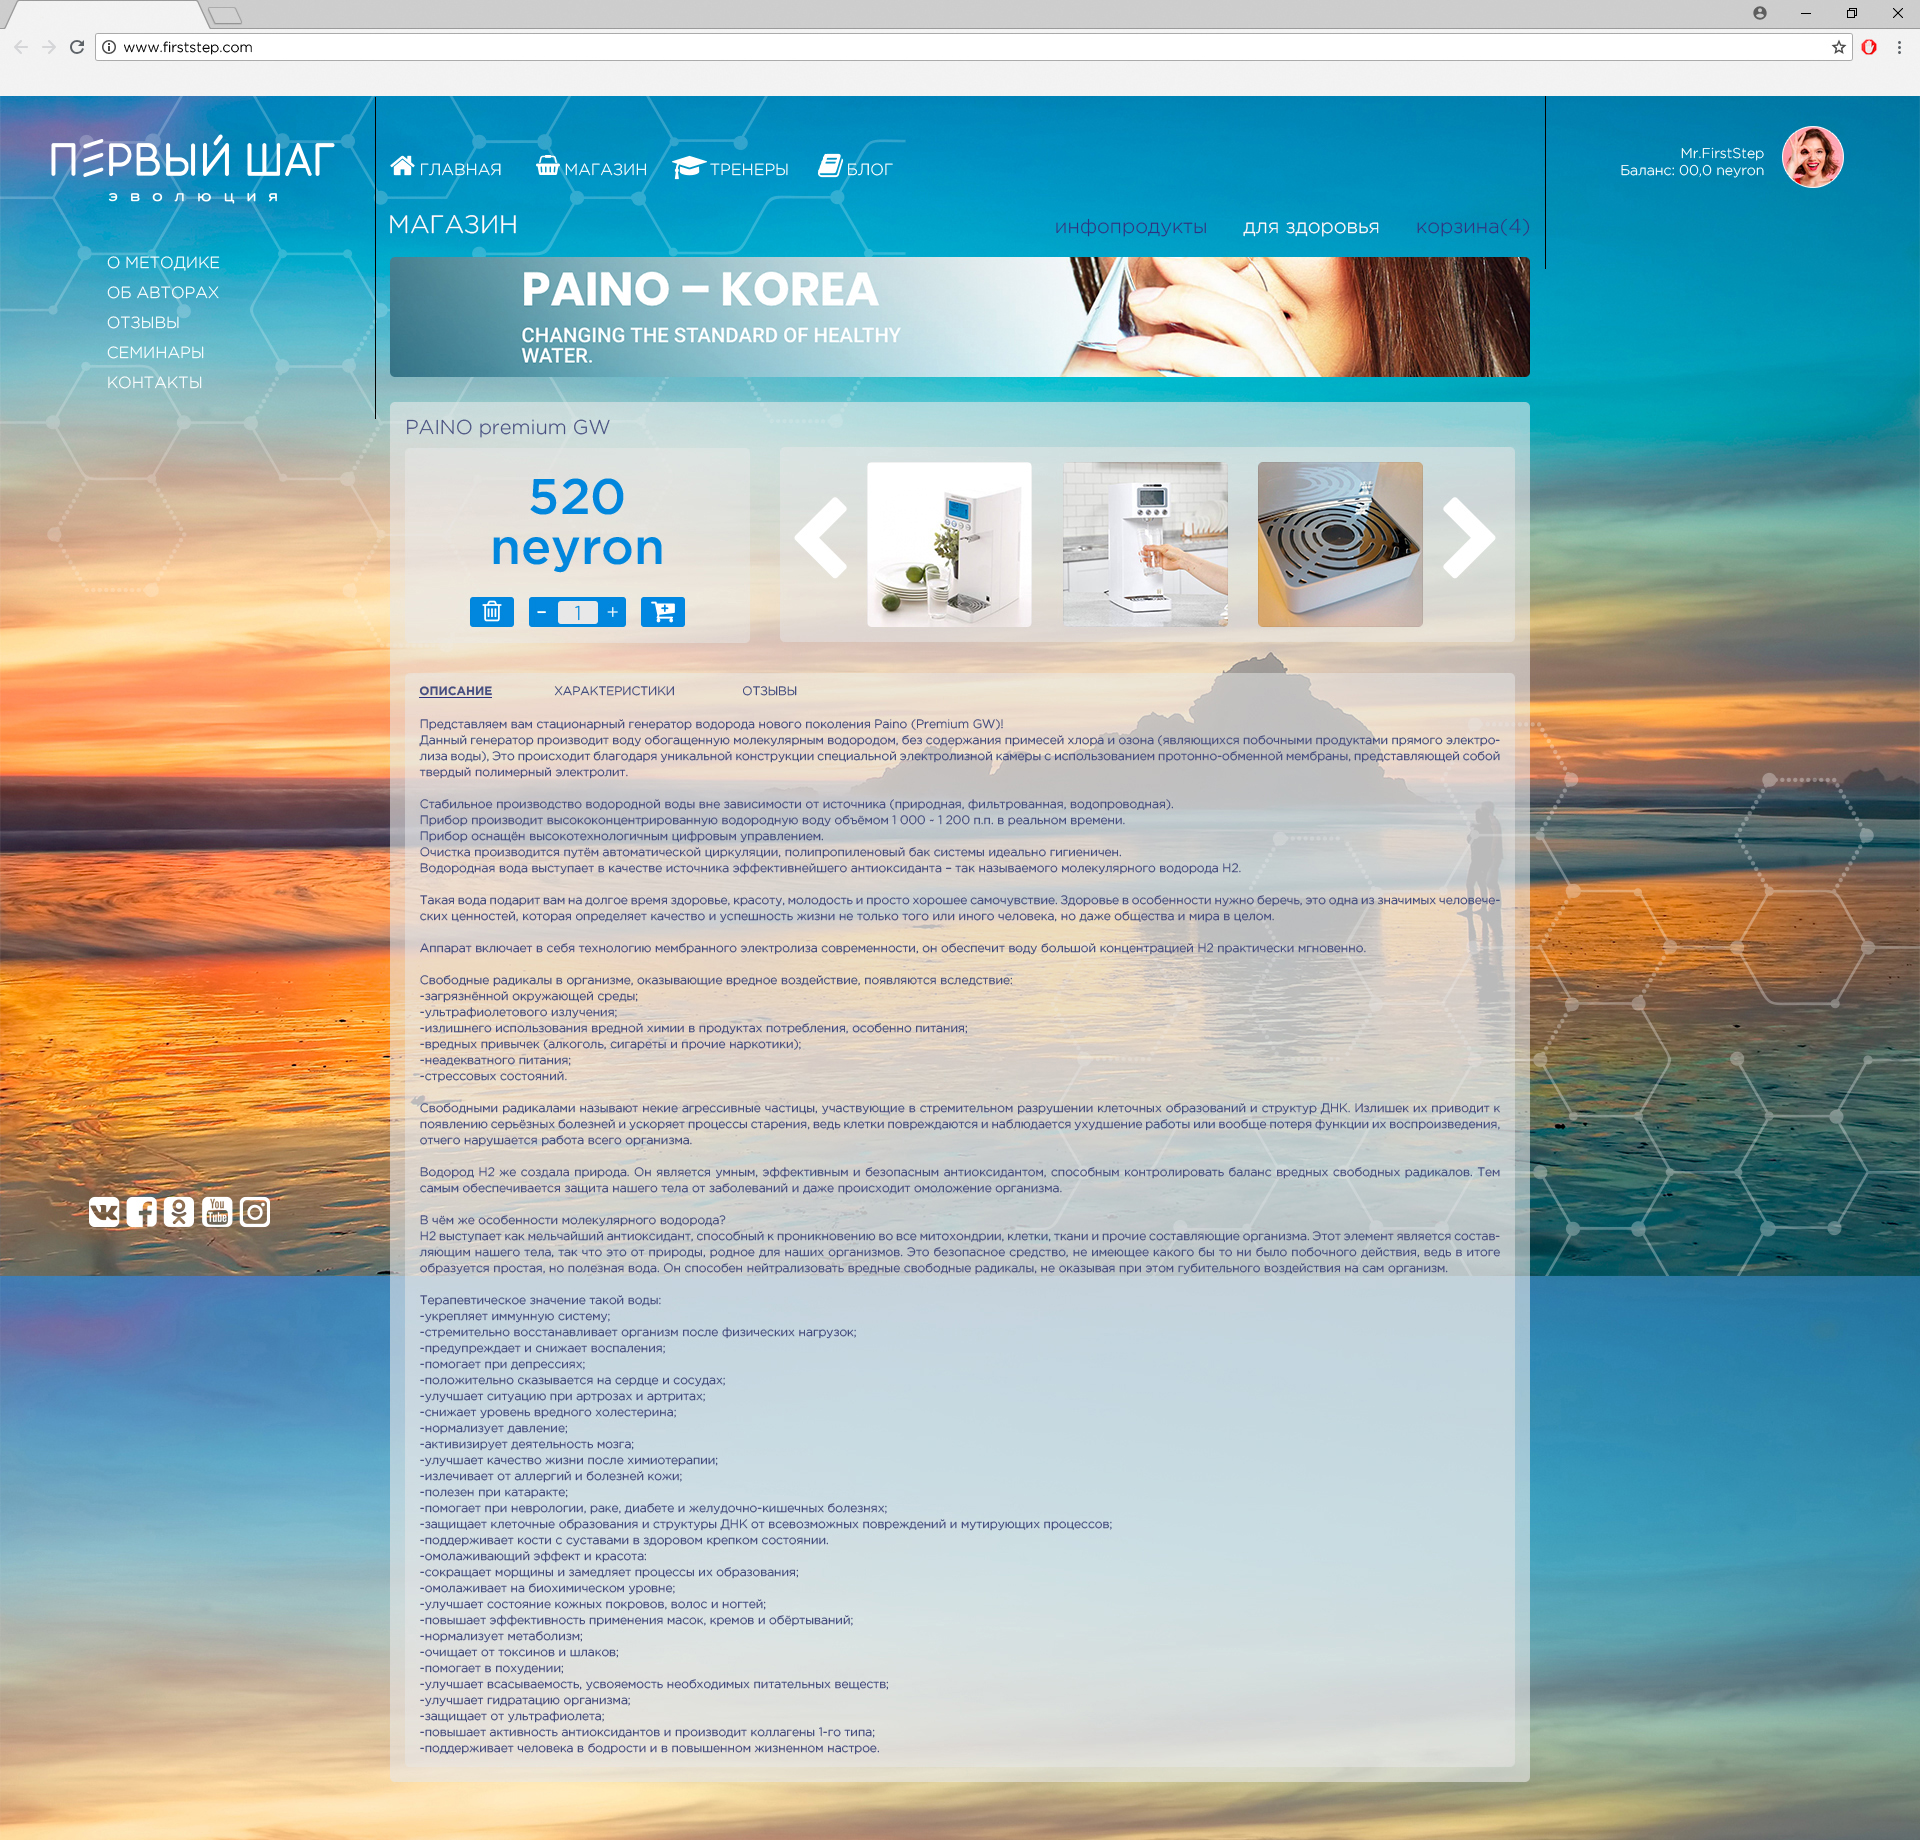 www.firststep.com
ПЕРВЫЙ ШАГ
эволюция
ГЛАВНАЯ
МАГАЗИН
ТРЕНЕРЫ
БЛОГ
Mr.FirstStep
Баланс: 00,0 neyron
МАГАЗИН
инфопродукты
для здоровья
корзина(4)
О МЕТОДИКЕ
ОБ АВТОРАХ
ОТЗЫВЫ
СЕМИНАРЫ
КОНТАКТЫ
PAINO – KOREA
CHANGING THE STANDARD OF HEALTHY
WATER.
PAINO premium GW
520
neyron
- 1 +
ОПИСАНИЕ
ХАРАКТЕРИСТИКИ
ОТЗЫВЫ
Представляем вам стационарный генератор водорода нового поколения Paino (Premium GW)!
Данный генератор производит воду обогащенную молекулярным водородом, без содержания примесей хлора и озона (являющихся побочными продуктами прямого электро-
лиза воды), Это происходит благодаря уникальной конструкции специальной электролизной камеры с использованием протонно-обменной мембраны, представляющей собой
твердый полимерный электролит.
Стабильное производство водородной воды вне зависимости от источника (природная, фильтрованная, водопроводная).
Прибор производит высококонцентрированную водородную воду объёмом 1 000 - 1 200 п.п. в реальном времени.
Прибор оснащён высокотехнологичным цифровым управлением.
Очистка производится путём автоматической циркуляции, полипропиленовый бак системы идеально гигиеничен.
Водородная вода выступает в качестве источника эффективнейшего антиоксиданта – так называемого молекулярного водорода H2.
Такая вода подарит вам на долгое время здоровье, красоту, молодость и просто хорошее самочувствие. Здоровье в особенности нужно беречь, это одна из значимых человече-
ских ценностей, которая определяет качество и успешность жизни не только того или иного человека, но даже общества и мира в целом.
Аппарат включает в себя технологию мембранного электролиза современности, он обеспечит воду большой концентрацией H2 практически мгновенно.
Свободные радикалы в организме, оказывающие вредное воздействие, появляются вследствие:
-загрязнённой окружающей среды;
-ультрафиолетового излучения;
-излишнего использования вредной химии в продуктах потребления, особенно питания;
-вредных привычек (алкоголь, сигареты и прочие наркотики);
-неадекватного питания;
-стрессовых состояний.
Свободными радикалами называют некие агрессивные частицы, участвующие в стремительном разрушении клеточных образований и структур ДНК. Излишек их приводит к
появлению серьёзных болезней и ускоряет процессы старения, ведь клетки повреждаются и наблюдается ухудшение работы или вообще потеря функции их воспроизведения,
отчего нарушается работа всего организма.
Водород H2 же создала природа. Он является умным, эффективным и безопасным антиоксидантом, способным контролировать баланс вредных свободных радикалов. Тем
самым обеспечивается защита нашего тела от заболеваний и даже происходит омоложение организма.
В чём же особенности молекулярного водорода?
H2 выступает как мельчайший антиоксидант, способный к проникновению во все митохондрии, клетки, ткани и прочие составляющие организма. Этот элемент является состав-
ляющим нашего тела, так что это от природы, родное для наших организмов. Это безопасное средство, не имеющее какого бы то ни было побочного действия, ведь в итоге
образуется простая, но полезная вода. Он способен нейтрализовать вредные свободные радикалы, не оказывая при этом губительного воздействия на сам организм.
Терапевтическое значение такой воды:
-укрепляет иммунную систему;
-стремительно восстанавливает организм после физических нагрузок;
-предупреждает и снижает воспаления;
-помогает при депрессиях;
-положительно сказывается на сердце и сосудах;
-улучшает ситуацию при артрозах и артритах;
-снижает уровень вредного холестерина;
-нормализует давление;
-активизирует деятельность мозга;
-улучшает качество жизни после химиотерапии;
-излечивает от аллергий и болезней кожи;
-полезен при катаракте;
-помогает при неврологии, раке, диабете и желудочно-кишечных болезнях;
-защищает клеточные образования и структуры ДНК от всевозможных повреждений и мутирующих процессов;
-поддерживает кости с суставами в здоровом крепком состоянии.
-омолаживающий эффект и красота:
-сокращает морщины и замедляет процессы их образования;
-омолаживает на биохимическом уровне;
-улучшает состояние кожных покровов, волос и ногтей;
-повышает эффективность применения масок, кремов и обёртываний;
-нормализует метаболизм;
-очищает от токсинов и шлаков;
-помогает в похудении;
-улучшает всасываемость, усвояемость необходимых питательных веществ;
-улучшает гидратацию организма;
-защищает от ультрафиолета;
-повышает активность антиоксидантов и производит коллагены 1-го типа;
-поддерживает человека в бодрости и в повышенном жизненном настрое.
You
Tube